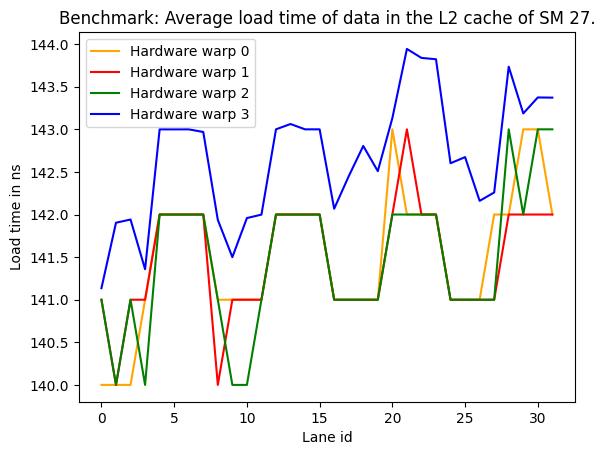 Benchmark: Average load time of data in the L2 cache of SM 27.
Hardware warp 0
Hardware warp 1
Hardware warp 2
Hardware warp 3
Load time in ns
144.0
143.5
143.0
142.5
142.0
141.5
141.0
140.5
140.0
0 5 10 15 20 25 30
Lane id